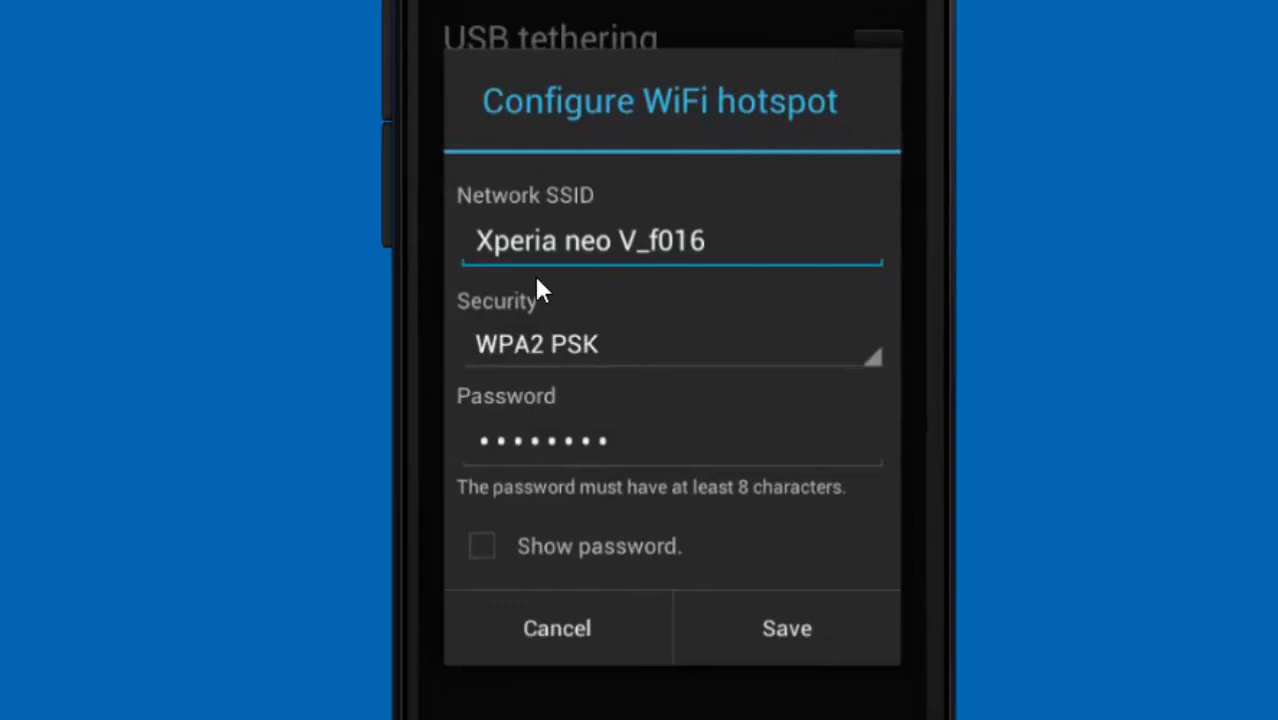 USB tethering
Configure WiFi hotspot
Network SSID
Xperia neo V_f016
Security
WPA2 PSK
Password
••••••••
The password must have at least 8 characters.
Show password.
Cancel Save